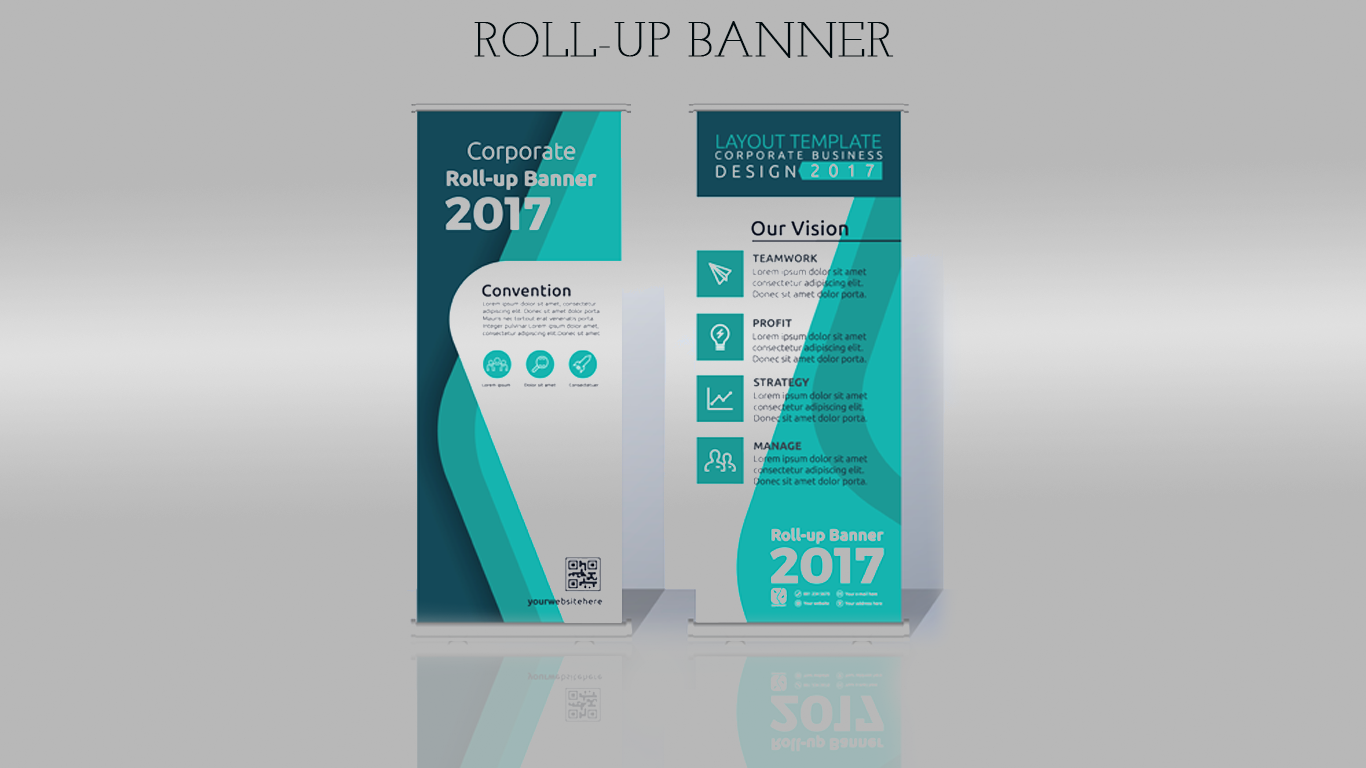 ROLL-UP BANNER
Corporate
Roll-up Banner
2017
Convention
Lorem ipsum dolor sit amet, consectetur
adipiscing elit. Donec sit amet dolor porta.
Mauris nec tortout erat venenatis porta
Integer pulvinar Lorem ipsum dolor sit amet,
consectetur adipiscing elit.Donec sit amet
Lorem ipsum
Dolor sit amet
Consectetuer
yourwebsitehere
LAYOUT TEMPLATE
CORPORATE BUSINESS
DESIGN 2017
Our Vision
TEAMWORK
Lorem ipsum dolor sit amet
consectetur adipiscing elit.
Donec sit amet dolor porta.
PROFIT
Lorem ipsum dolor sit amet
consectetur adipiscing elit.
Donec sit amet dolor porta.
STRATEGY
Lorem ipsum dolor sit amet
consectetur adipiscing elit.
Donec sit amet dolor porta.
MANAGE
Lorem ipsum dolor sit amet
consectetur adipiscing elit.
Donec sit amet dolor porta.
Roll-up Banner
2017
Your e-mail here
Your website
Your address here